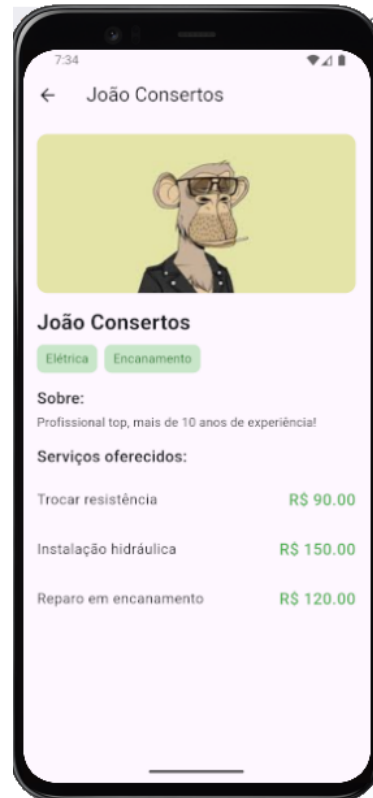 7:34
João Consertos
João Consertos
Elétrica Encanamento
Sobre:
Profissional top, mais de 10 anos de experiência!
Serviços oferecidos:
Trocar resistência R$ 90.00
Instalação hidráulica R$ 150.00
Reparo em encanamento R$ 120.00